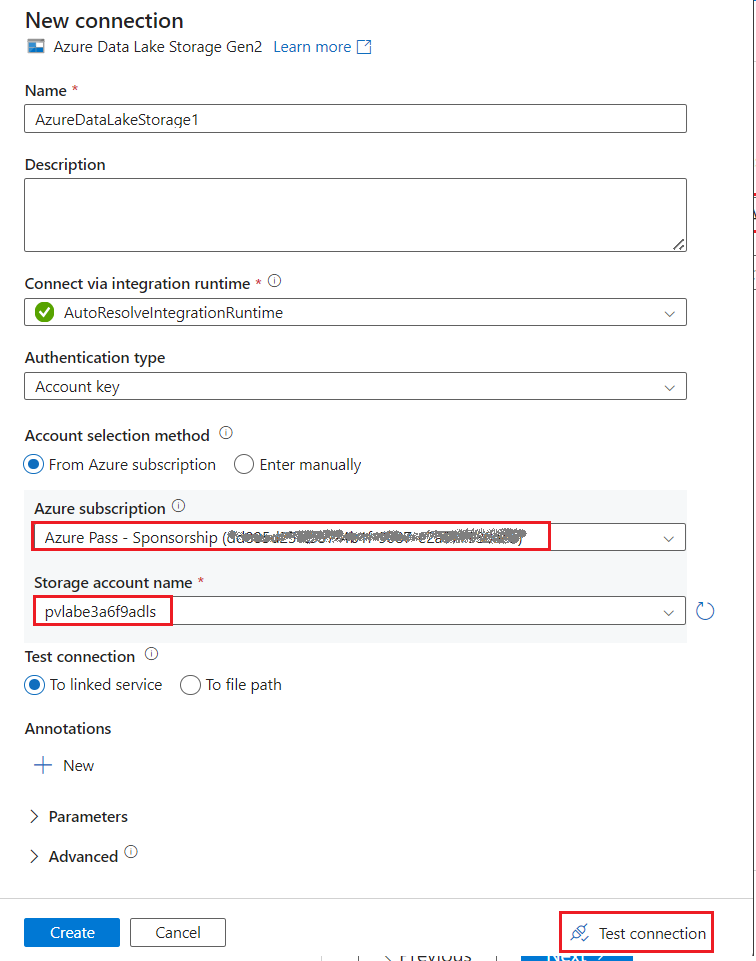 New connection
Azure Data Lake Storage Gen2 Learn more
Name *
AzureDataLakeStorage1
Description
Connect via integration runtime *
AutoResolveIntegrationRuntime
Authentication type
Account key
Account selection method
From Azure subscription Enter manually
Azure subscription
Azure Pass - Sponsorship (
Storage account name *
pvlabe3a6f9adls
Test connection
To linked service To file path
Annotations
New
Parameters
Advanced
Create Cancel Test connection
Previous Next